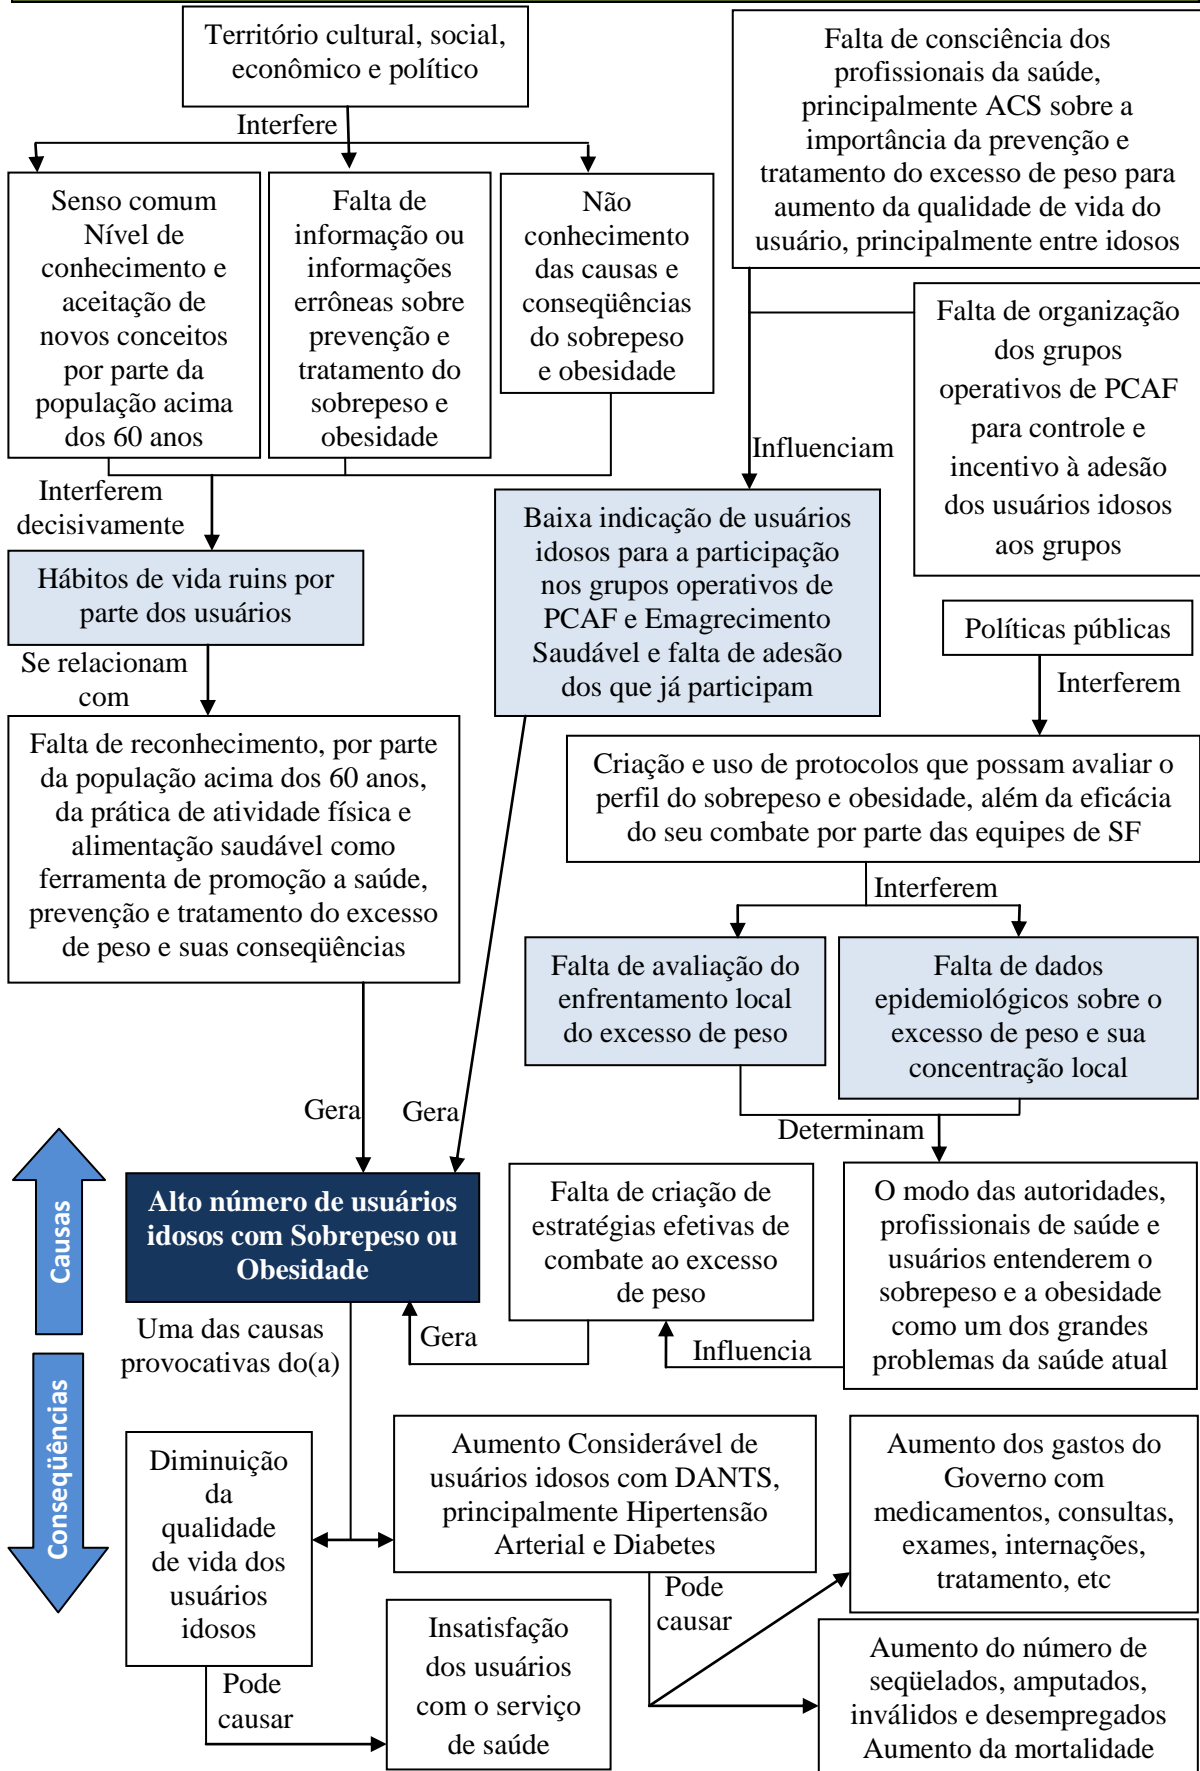 Território cultural, social,
econômico e político
Falta de consciência dos
profissionais da saúde,
principalmente ACS sobre a
importância da prevenção e
tratamento do excesso de peso para
aumento da qualidade de vida do
usuário, principalmente entre idosos
Interfere
Senso comum
Nível de
conhecimento e
aceitação de
novos conceitos
por parte da
população acima
dos 60 anos
Falta de
informação ou
informações
errôneas sobre
prevenção e
tratamento do
sobrepeso e
obesidade
Não
conhecimento
das causas e
conseqüências
do sobrepeso
e obesidade
Falta de organização
dos grupos
operativos de PCAF
para controle e
incentivo à adesão
dos usuários idosos
aos grupos
Influenciam
Interferem
decisivamente
Hábitos de vida ruins por
parte dos usuários
Baixa indicação de usuários
idosos para a participação
nos grupos operativos de
PCAF e Emagrecimento
Saudável e falta de adesão
dos que já participam
Políticas públicas
Se relacionam
com
Interferem
Falta de reconhecimento, por parte
da população acima dos 60 anos,
da prática de atividade física e
alimentação saudável como
ferramenta de promoção a saúde,
prevenção e tratamento do excesso
de peso e suas conseqüências
Criação e uso de protocolos que possam avaliar o
perfil do sobrepeso e obesidade, além da eficácia
do seu combate por parte das equipes de SF
Interferem
Falta de avaliação do
enfrentamento local
do excesso de peso
Falta de dados
epidemiológicos sobre o
excesso de peso e sua
concentração local
Gera
Gera
Determinam
Causas
Alto número de usuários
idosos com Sobrepeso ou
Obesidade
Falta de criação de
estratégias efetivas de
combate ao excesso
de peso
O modo das autoridades,
profissionais de saúde e
usuários entenderem o
sobrepeso e a obesidade
como um dos grandes
problemas da saúde atual
Uma das causas
provocativas do(a)
Gera
Influencia
Conseqüências
Diminuição
da
qualidade
de vida dos
usuários
idosos
Aumento Considerável de
usuários idosos com DANTS,
principalmente Hipertensão
Arterial e Diabetes
Aumento dos gastos do
Governo com
medicamentos, consultas,
exames, internações,
tratamento, etc
Pode
causar
Pode
causar
Insatisfação
dos usuários
com o serviço
de saúde
Aumento do número de
seqüelados, amputados,
inválidos e desempregados
Aumento da mortalidade